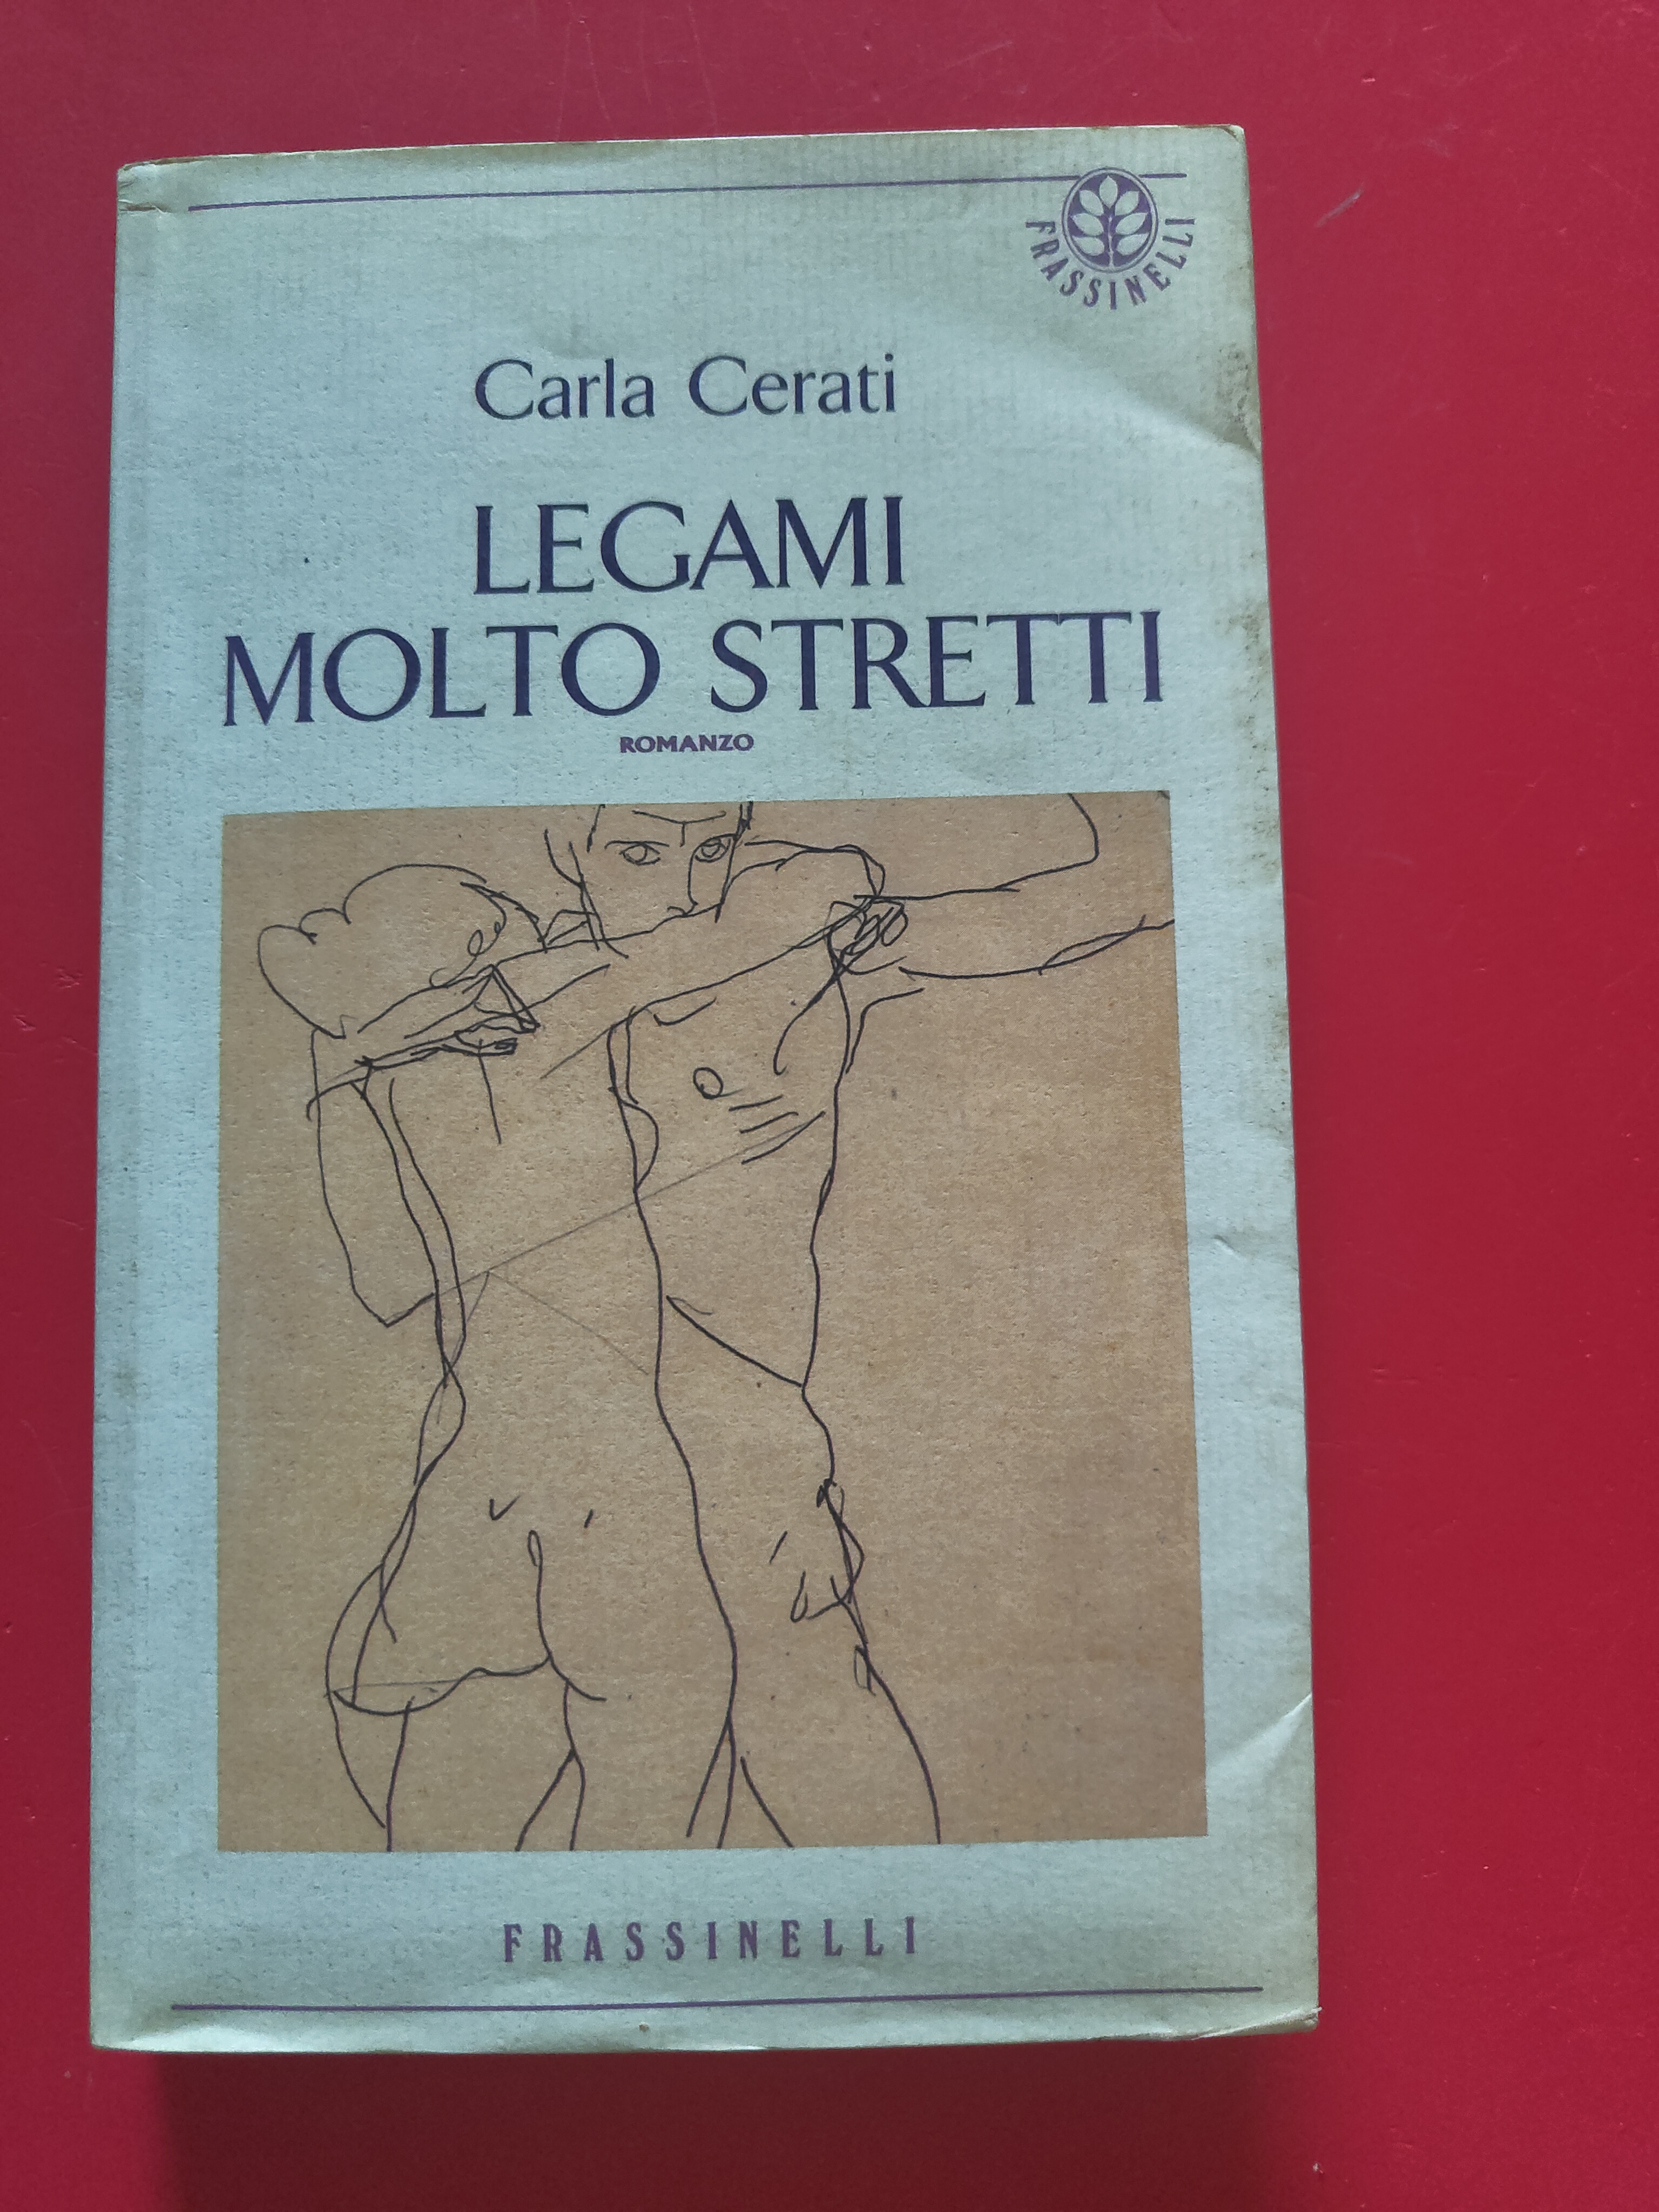 FRASSINELLI
Carla Cerati
LEGAMI
MOLTO STRETTI
ROMANZO
FRASSINELLI